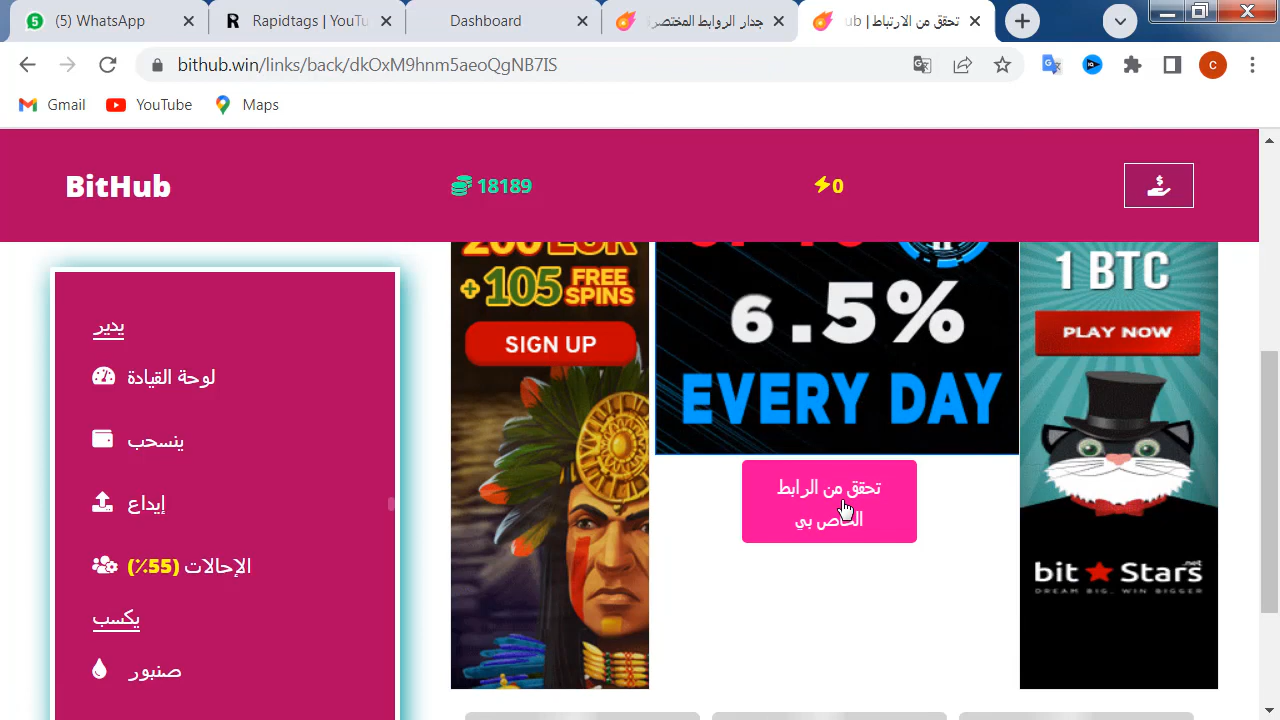 (5) WhatsApp
Rapidtags | YouTu
Dashboard
جدار الروابط المختصرة
تحقق من الارتباط | ub
bithub.win/links/back/dkOxM9hnm5aeoQgNB7IS
Gmail
YouTube
Maps
BitHub
18189
0
يدير
لوحة القيادة
ينسحب
إيداع
الإحالات (55٪)
يكسب
صنبور
200 EUR
+105 FREE
SPINS
SIGN UP
6.5%
EVERY DAY
تحقق من الرابط
الخاص بي
1 BTC
PLAY NOW
bit Stars
.net
DREAM BIG. WIN BIGGER